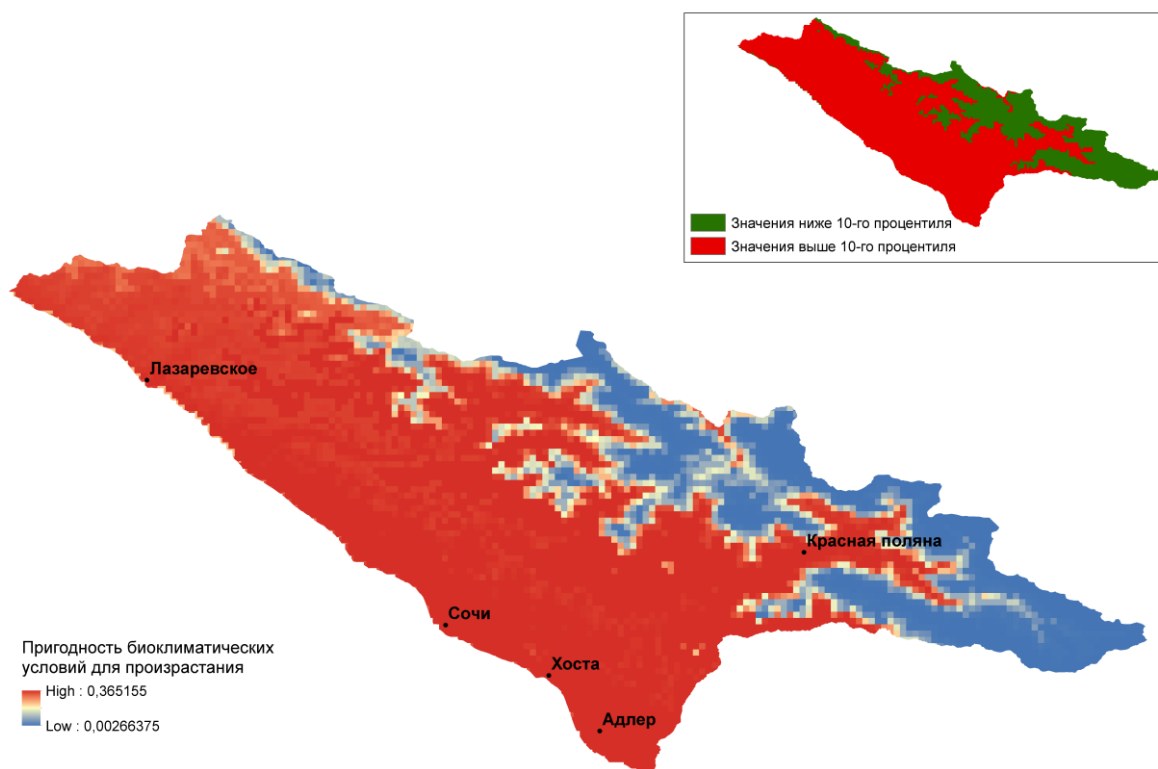 Значения ниже 10-го процентиля
Значения выше 10-го процентиля
Лазаревское
Красная поляна
Сочи
Хоста
Адлер
Пригодность биоклиматических
условий для произрастания
High : 0,365155
Low : 0,00266375